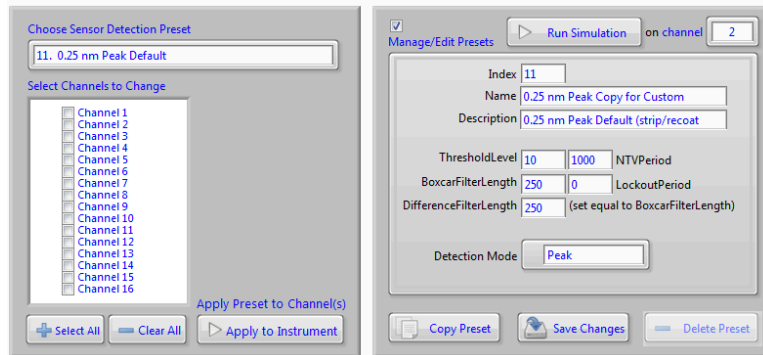 Choose Sensor Detection Preset
11. 0.25 nm Peak Default
Select Channels to Change
Channel 1
Channel 2
Channel 3
Channel 4
Channel 5
Channel 6
Channel 7
Channel 8
Channel 9
Channel 10
Channel 11
Channel 12
Channel 13
Channel 14
Channel 15
Channel 16
Apply Preset to Channel(s)
Select All Clear All Apply to Instrument
Manage/Edit Presets Run Simulation on channel 2
Index 11
Name 0.25 nm Peak Copy for Custom
Description 0.25 nm Peak Default (strip/recoat
ThresholdLevel 10 1000 NTVPeriod
BoxcarFilterLength 250 0 LockoutPeriod
DifferenceFilterLength 250 (set equal to BoxcarFilterLength)
Detection Mode Peak
Copy Preset Save Changes Delete Preset